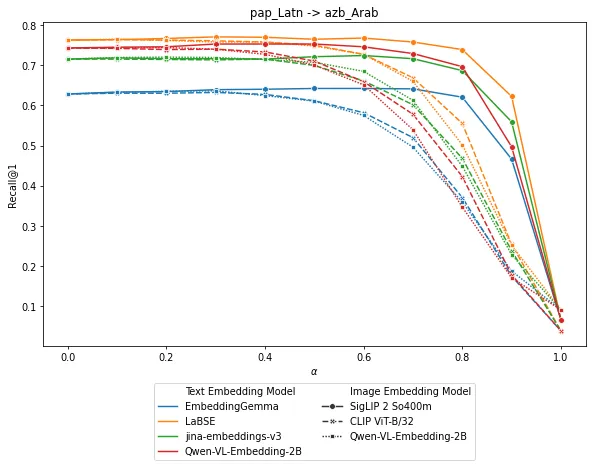 pap_Latn -> azb_Arab
Recall@1
0.8
0.7
0.6
0.5
0.4
0.3
0.2
0.1
0.0 0.2 0.4 0.6 0.8 1.0
α
Text Embedding Model
EmbeddingGemma
LaBSE
jina-embeddings-v3
Qwen-VL-Embedding-2B
Image Embedding Model
SigLIP 2 So400m
CLIP ViT-B/32
Qwen-VL-Embedding-2B